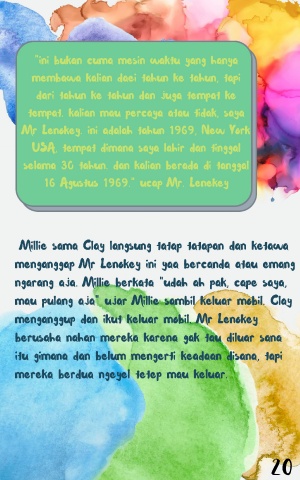 "ini bukan cuma mesin waktu yang hanya
membawa kalian dari tahun ke tahun, tapi
dari tahun ke tahun dan juga tempat ke
tempat. kalian mau percaya atau tidak, saya
Mr Lenokey. ini adalah tahun 1969, New York
USA, tempat dimana saya lahir dan tinggal
selama 30 tahun. dan kalian berada di tanggal
16 Agustus 1969." ucap Mr. Lenokey
Millie sama Clay langsung tatap tatapan dan ketawa
menganggap Mr Lenokey ini yaa bercanda atau emang
ngarang aja. Millie berkata "udah ah pak, cape saya,
mau pulang aja" ujar Millie sambil keluar mobil. Clay
menganggup dan ikut keluar mobil. Mr Lenokey
berusaha nahan mereka karena gak tau diluar sana
itu gimana dan belum mengerti keadaan disana, tapi
mereka berdua ngeyel tetep mau keluar.
20